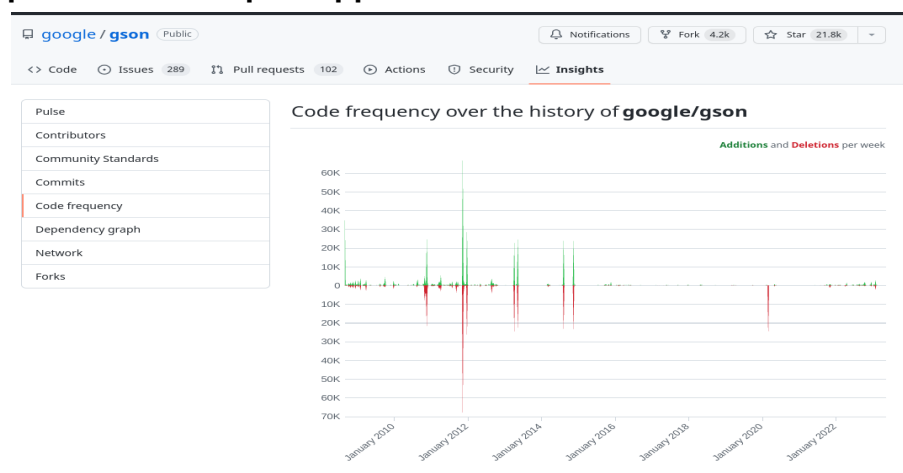 google / gson Public
Notifications Fork 4.2k Star 21.8k
<> Code Issues 289 Pull requests 102 Actions Security Insights
Pulse
Contributors
Community Standards
Commits
Code frequency
Dependency graph
Network
Forks
Code frequency over the history of google/gson
Additions and Deletions per week
60K
50K
40K
30K
20K
10K
0
10K
20K
30K
40K
50K
60K
70K
January 2010
January 2012
January 2014
January 2016
January 2018
January 2020
January 2022